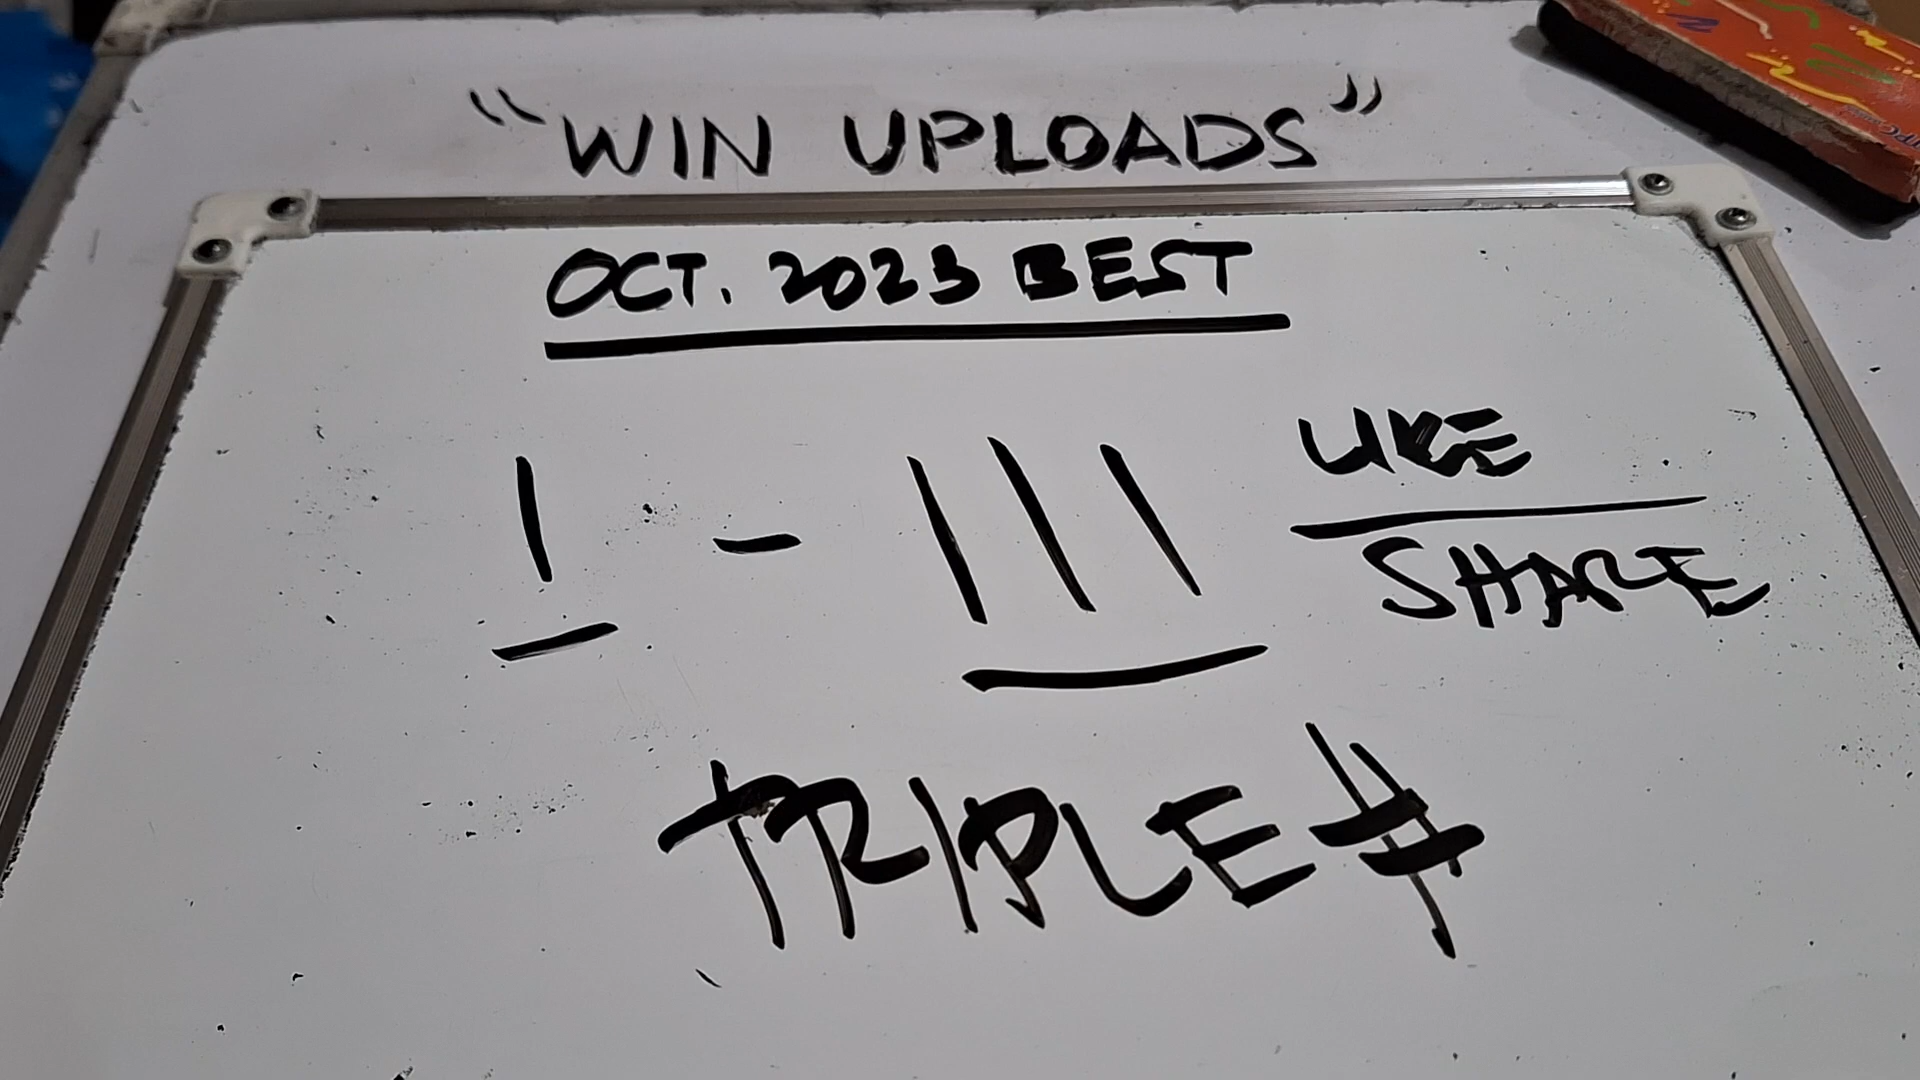 "WIN UPLOADS"
OCT. 2023 BEST
1 - 111
LIKE
SHARE
TRIPLE #